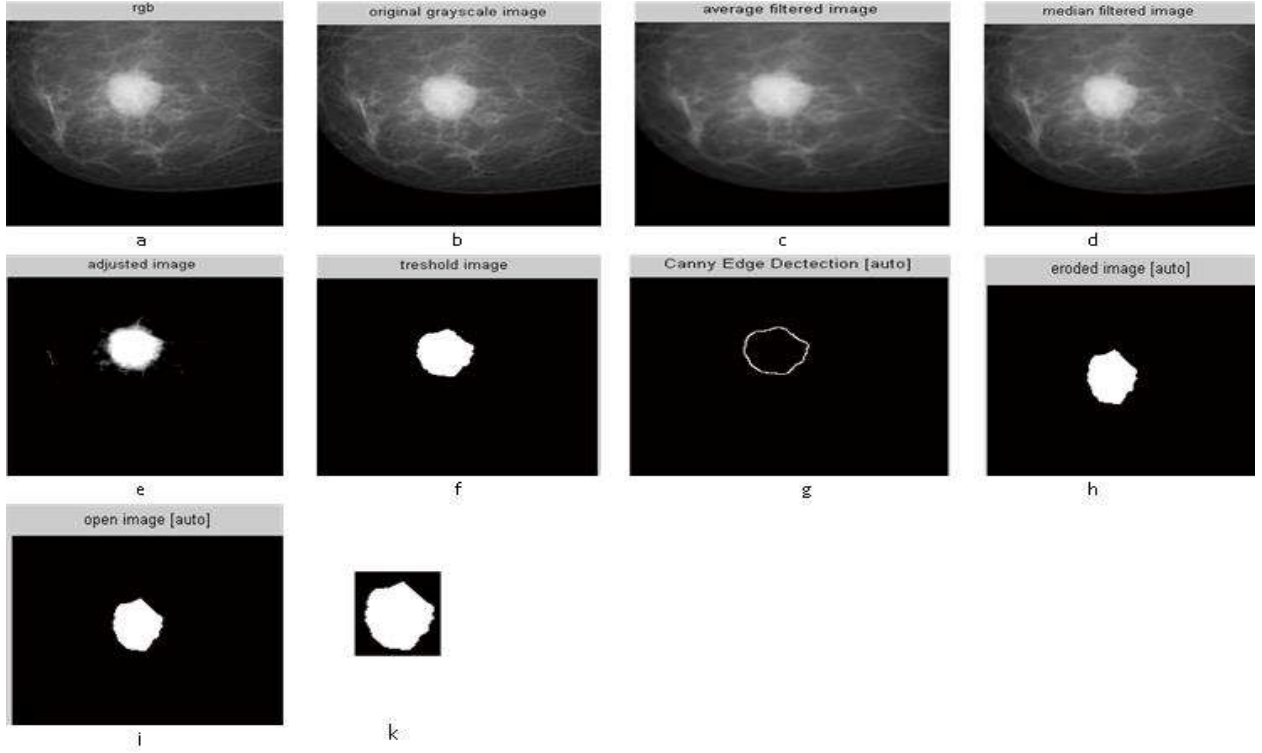 rgb
original grayscale image
average filtered image
median filtered image
a
b
c
d
adjusted image
treshold image
Canny Edge Dectection [auto]
eroded image [auto]
e
f
g
h
open image [auto]
i
k